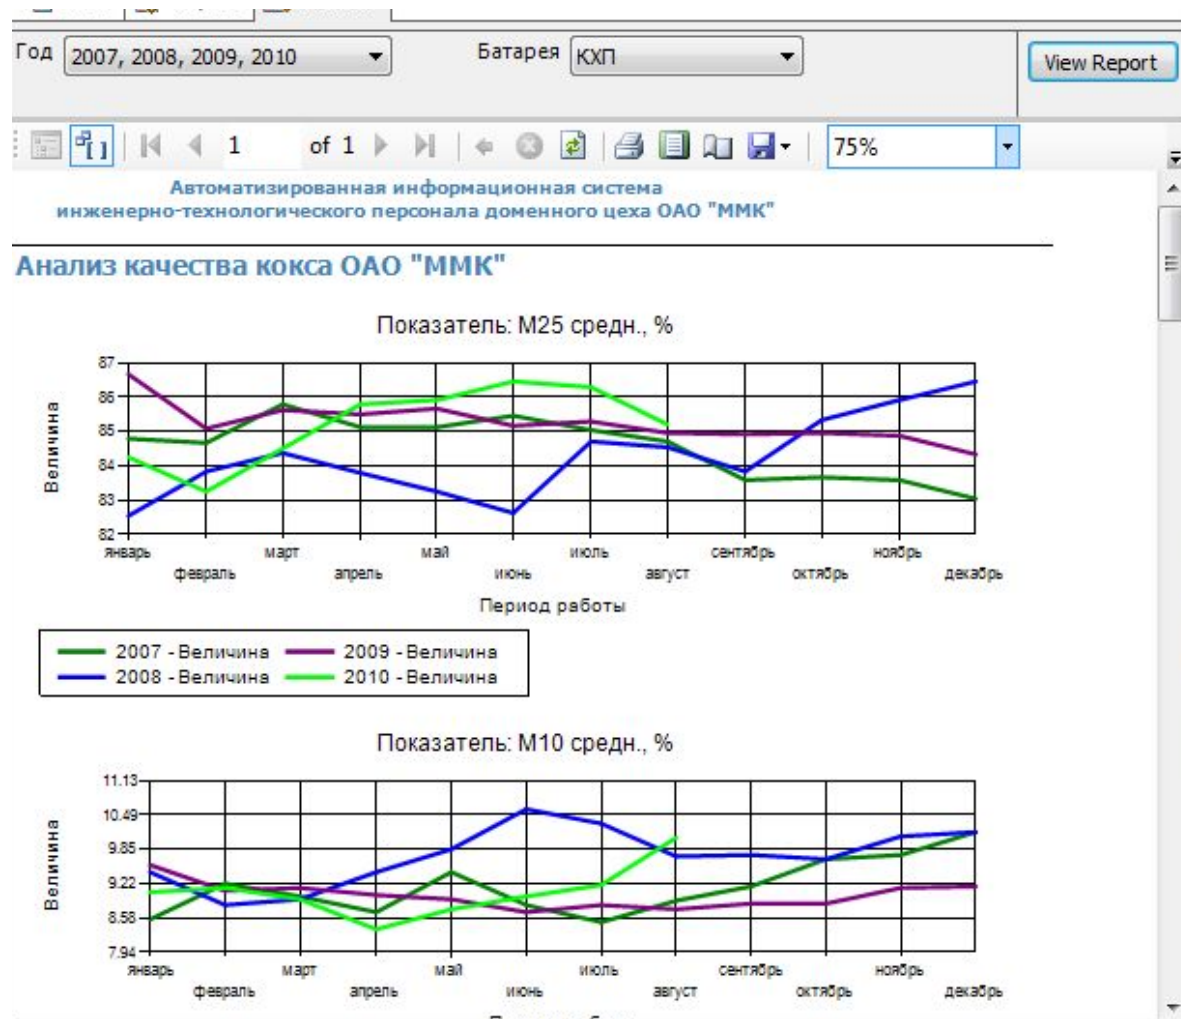 Год 2007, 2008, 2009, 2010 Батарея КХП View Report
1 of 1 75%
Автоматизированная информационная система
инженерно-технологического персонала доменного цеха ОАО "ММК"
Анализ качества кокса ОАО "ММК"
Показатель: М25 средн., %
Величина
87
86
85
84
83
82
январь март май июль сентябрь ноябрь
февраль апрель июнь август октябрь декабрь
Период работы
2007 - Величина 2009 - Величина
2008 - Величина 2010 - Величина
Показатель: М10 средн., %
Величина
11.13
10.49
9.85
9.22
8.58
7.94
январь март май июль сентябрь ноябрь
февраль апрель июнь август октябрь декабрь